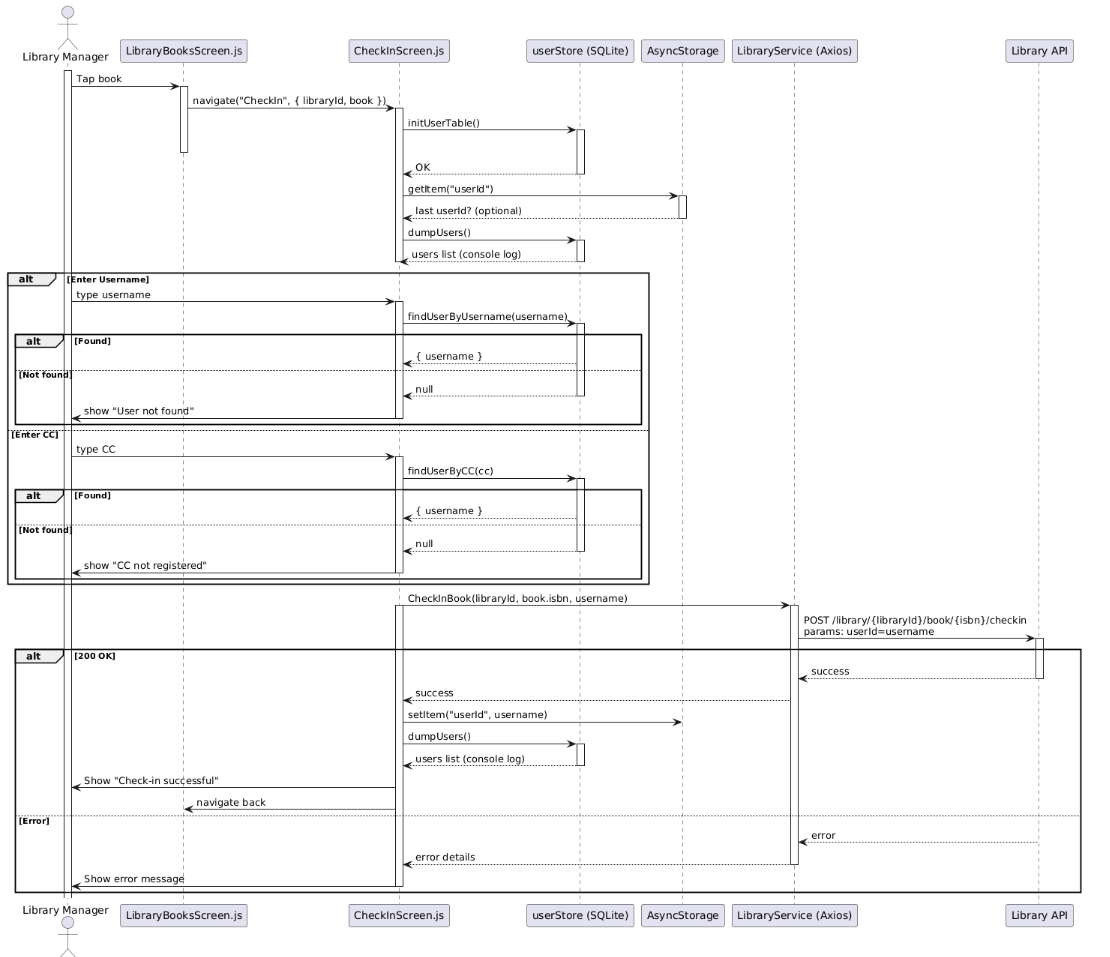 Library Manager
LibraryBooksScreen.js
CheckInScreen.js
userStore (SQLite)
AsyncStorage
LibraryService (Axios)
Library API
Tap book
navigate("CheckIn", { libraryId, book })
initUserTable()
OK
getItem("userId")
last userId? (optional)
dumpUsers()
users list (console log)
alt
[Enter Username]
type username
findUserByUsername(username)
alt
[Found]
{ username }
[Not found]
null
show "User not found"
[Enter CC]
type CC
findUserByCC(cc)
alt
[Found]
{ username }
[Not found]
null
show "CC not registered"
CheckInBook(libraryId, book.isbn, username)
POST /library/{libraryId}/book/{isbn}/checkin
params: userId=username
alt
[200 OK]
success
success
setItem("userId", username)
dumpUsers()
users list (console log)
Show "Check-in successful"
navigate back
[Error]
error
error details
Show error message
Library Manager
LibraryBooksScreen.js
CheckInScreen.js
userStore (SQLite)
AsyncStorage
LibraryService (Axios)
Library API